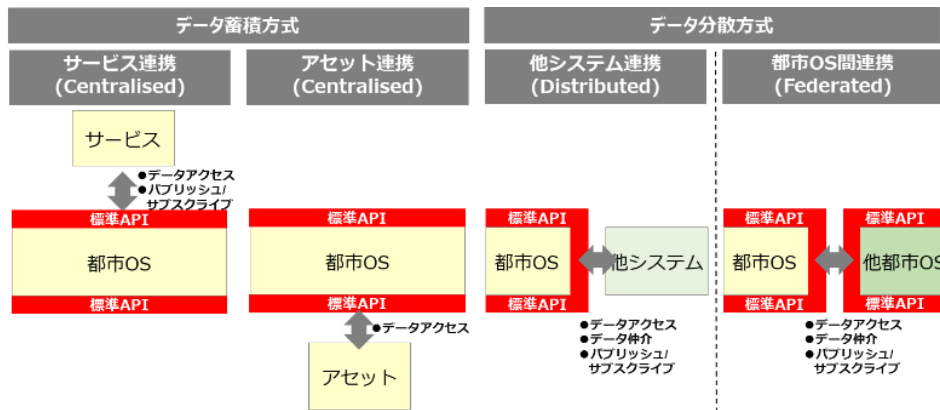 データ蓄積方式
データ分散方式
サービス連携
(Centralised)
アセット連携
(Centralised)
他システム連携
(Distributed)
都市OS間連携
(Federated)
サービス
●データアクセス
●パブリッシュ/
サブスクライブ
標準API
都市OS
標準API
標準API
都市OS
標準API
●データアクセス
アセット
標準API
都市OS
標準API
他システム
●データアクセス
●データ仲介
●パブリッシュ/
サブスクライブ
標準API
都市OS
標準API
標準API
他都市OS
標準API
●データアクセス
●データ仲介
●パブリッシュ/
サブスクライブ